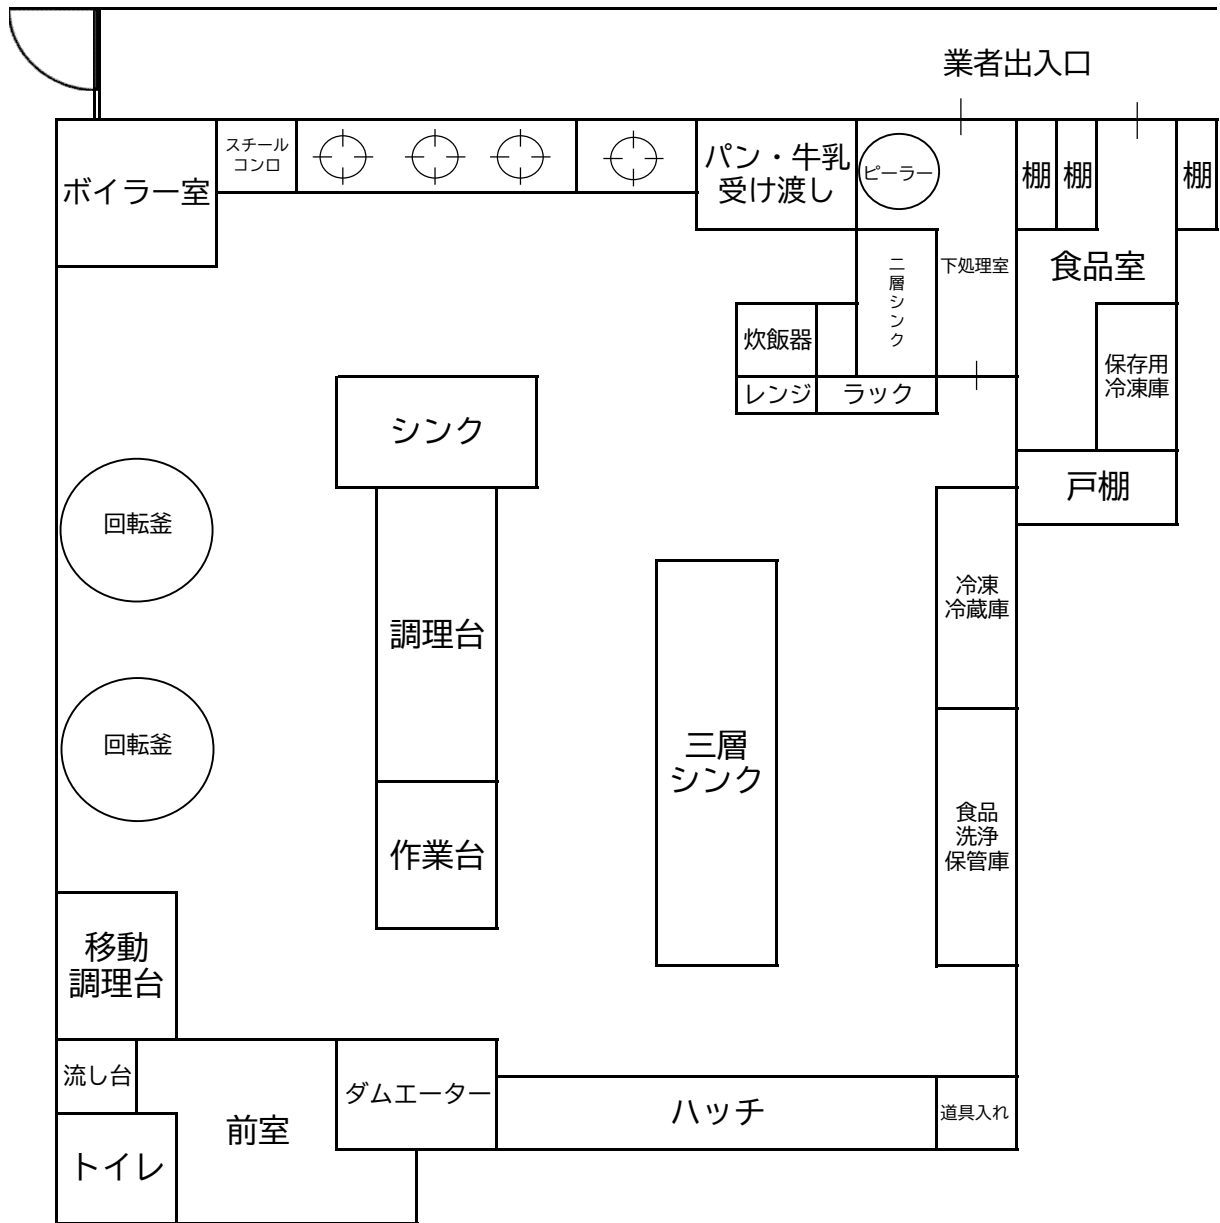 業者出入口
スチール
コンロ
ボイラー室
パン・牛乳
受け渡し
ピーラー
棚
棚
棚
二層シンク
下処理室
食品室
炊飯器
保存用
冷凍庫
レンジ
ラック
シンク
戸棚
回転釜
冷凍
冷蔵庫
調理台
回転釜
三層
シンク
作業台
食品
洗浄
保管庫
移動
調理台
流し台
ダムエーター
ハッチ
道具入れ
前室
トイレ